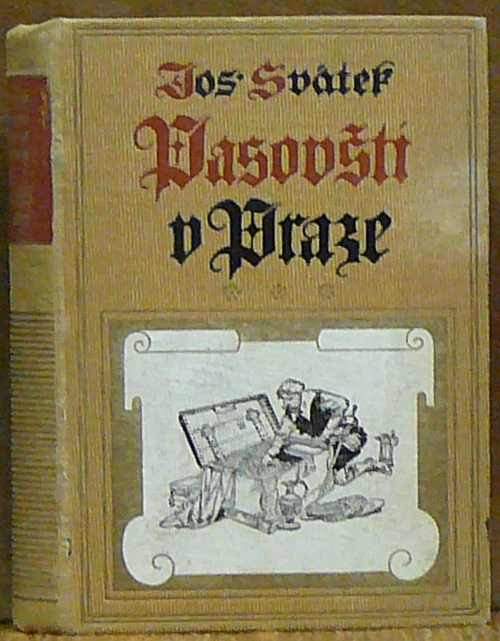 Jos. Svátek
Pasovští
v Praze